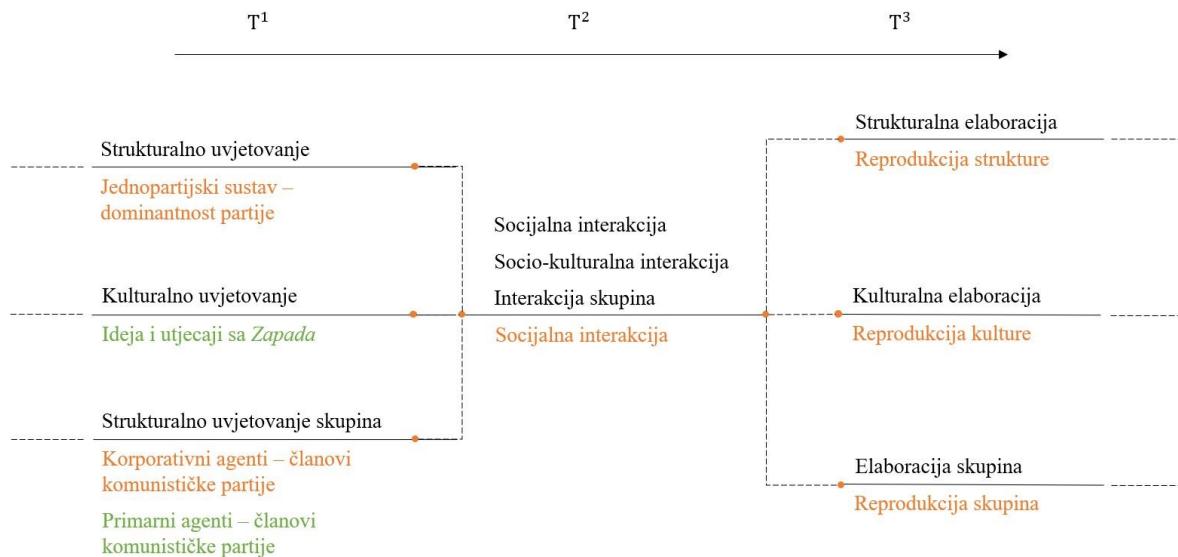 T¹ T² T³
Strukturalno uvjetovanje
Jednopartijski sustav –
dominantnost partije
Kulturalno uvjetovanje
Ideja i utjecaji sa Zapada
Strukturalno uvjetovanje skupina
Korporativni agenti – članovi
komunističke partije
Primarni agenti – članovi
komunističke partije
Socijalna interakcija
Socio-kulturalna interakcija
Interakcija skupina
Socijalna interakcija
Strukturalna elaboracija
Reprodukcija strukture
Kulturalna elaboracija
Reprodukcija kulture
Elaboracija skupina
Reprodukcija skupina